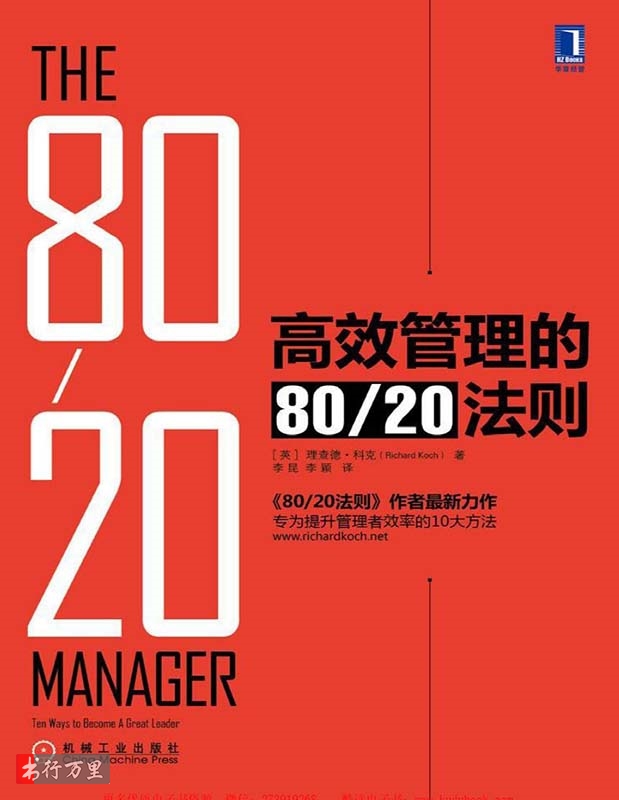 THE
80
/
20
MANAGER
Ten Ways to Become A Great Leader
HZ Books
华章经管
高效管理的
80/20法则
[英] 理查德·科克(Richard Koch) 著
李昆 李颖 译
《80/20法则》作者最新力作
专为提升管理者效率的10大方法
www.richardkoch.net
机械工业出版社
China Machine Press
书行万里